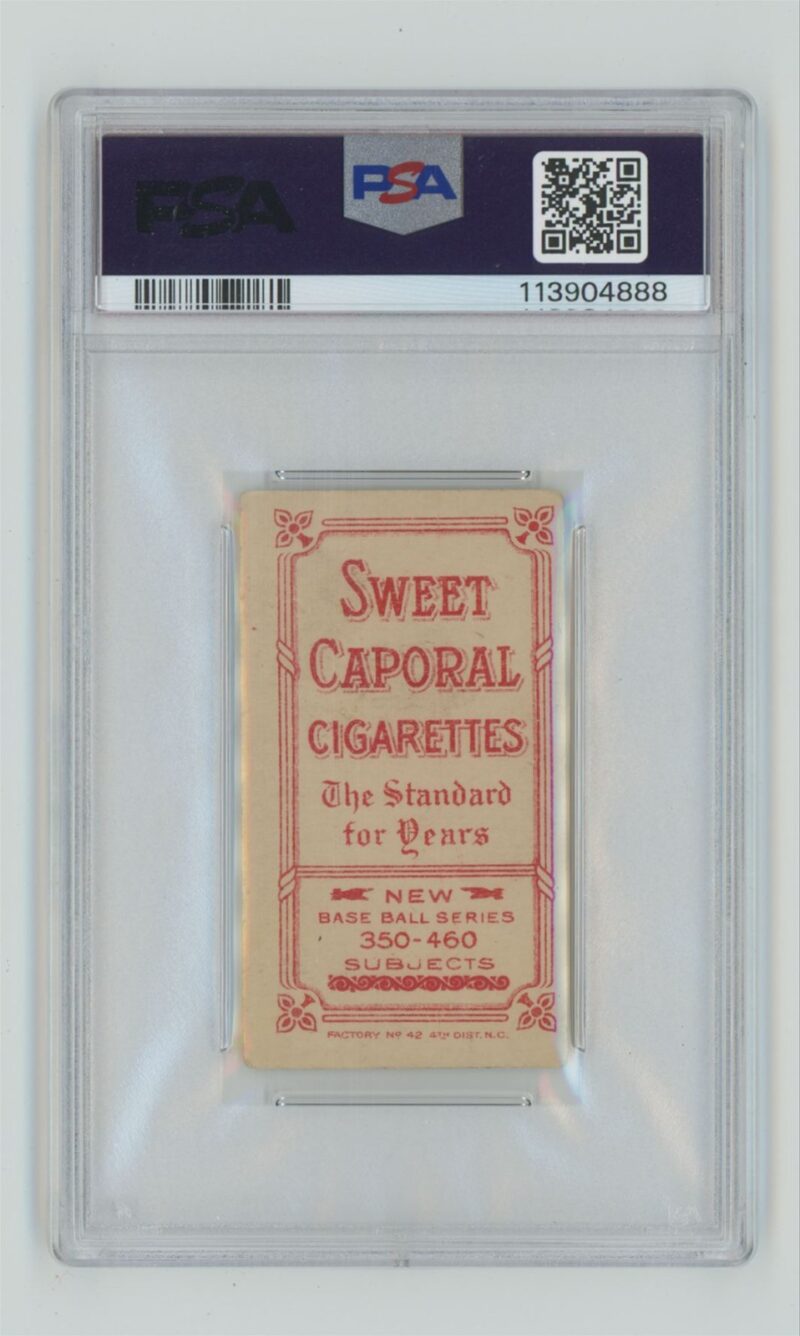 PSA
PSA
113904888
SWEET
CAPORAL
CIGARETTES
The Standard
for Years
NEW
BASE BALL SERIES
350-460
SUBJECTS
FACTORY Nº 42 4TH DIST. N.C.